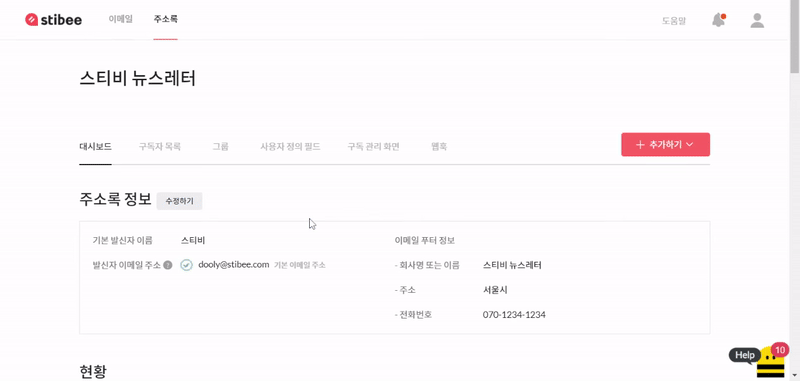 stibee 이메일 주소록 도움말
스티비 뉴스레터
대시보드 구독자 목록 그룹 사용자 정의 필드 구독 관리 화면 웹훅 + 추가하기
주소록 정보 수정하기
기본 발신자 이름 스티비 이메일 푸터 정보
발신자 이메일 주소 ? dooly@stibee.com 기본 이메일 주소 · 회사명 또는 이름 스티비 뉴스레터
- 주소 서울시
- 전화번호 070-1234-1234
Help 10
현황